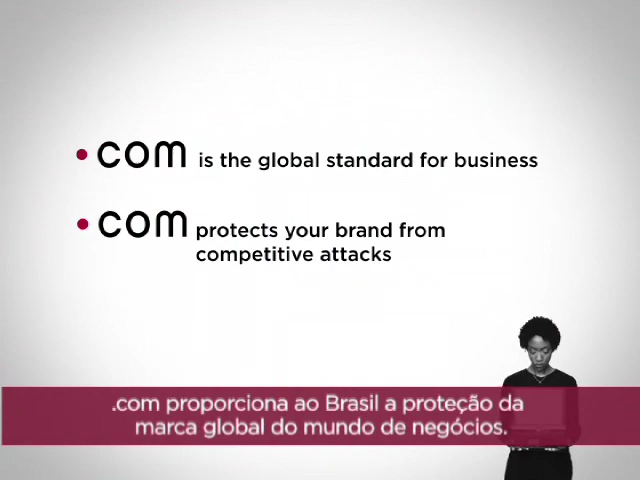 .com is the global standard for business
.com protects your brand from
competitive attacks
.com proporciona ao Brasil a proteção da
marca global do mundo de negócios.